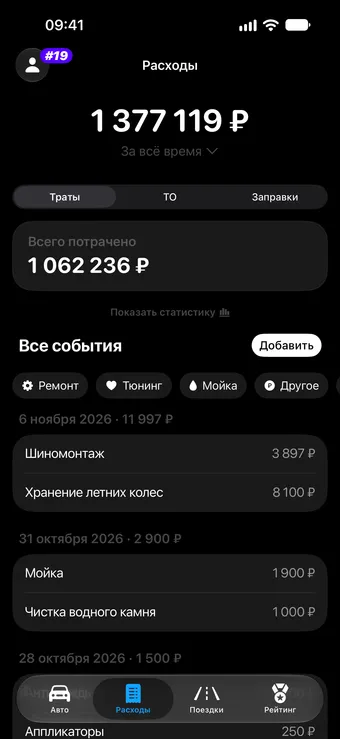 09:41
#19
Расходы
1 377 119 ₽
За всё время
Траты ТО Заправки
Всего потрачено
1 062 236 ₽
Показать статистику
Все события Добавить
Ремонт Тюнинг Мойка Другое
6 ноября 2026 · 11 997 ₽
Шиномонтаж 3 897 ₽
Хранение летних колес 8 100 ₽
31 октября 2026 · 2 900 ₽
Мойка 1 900 ₽
Чистка водного камня 1 000 ₽
28 октября 2026 · 1 500 ₽
Авто Расходы Поездки Рейтинг
Аппликаторы 250 ₽